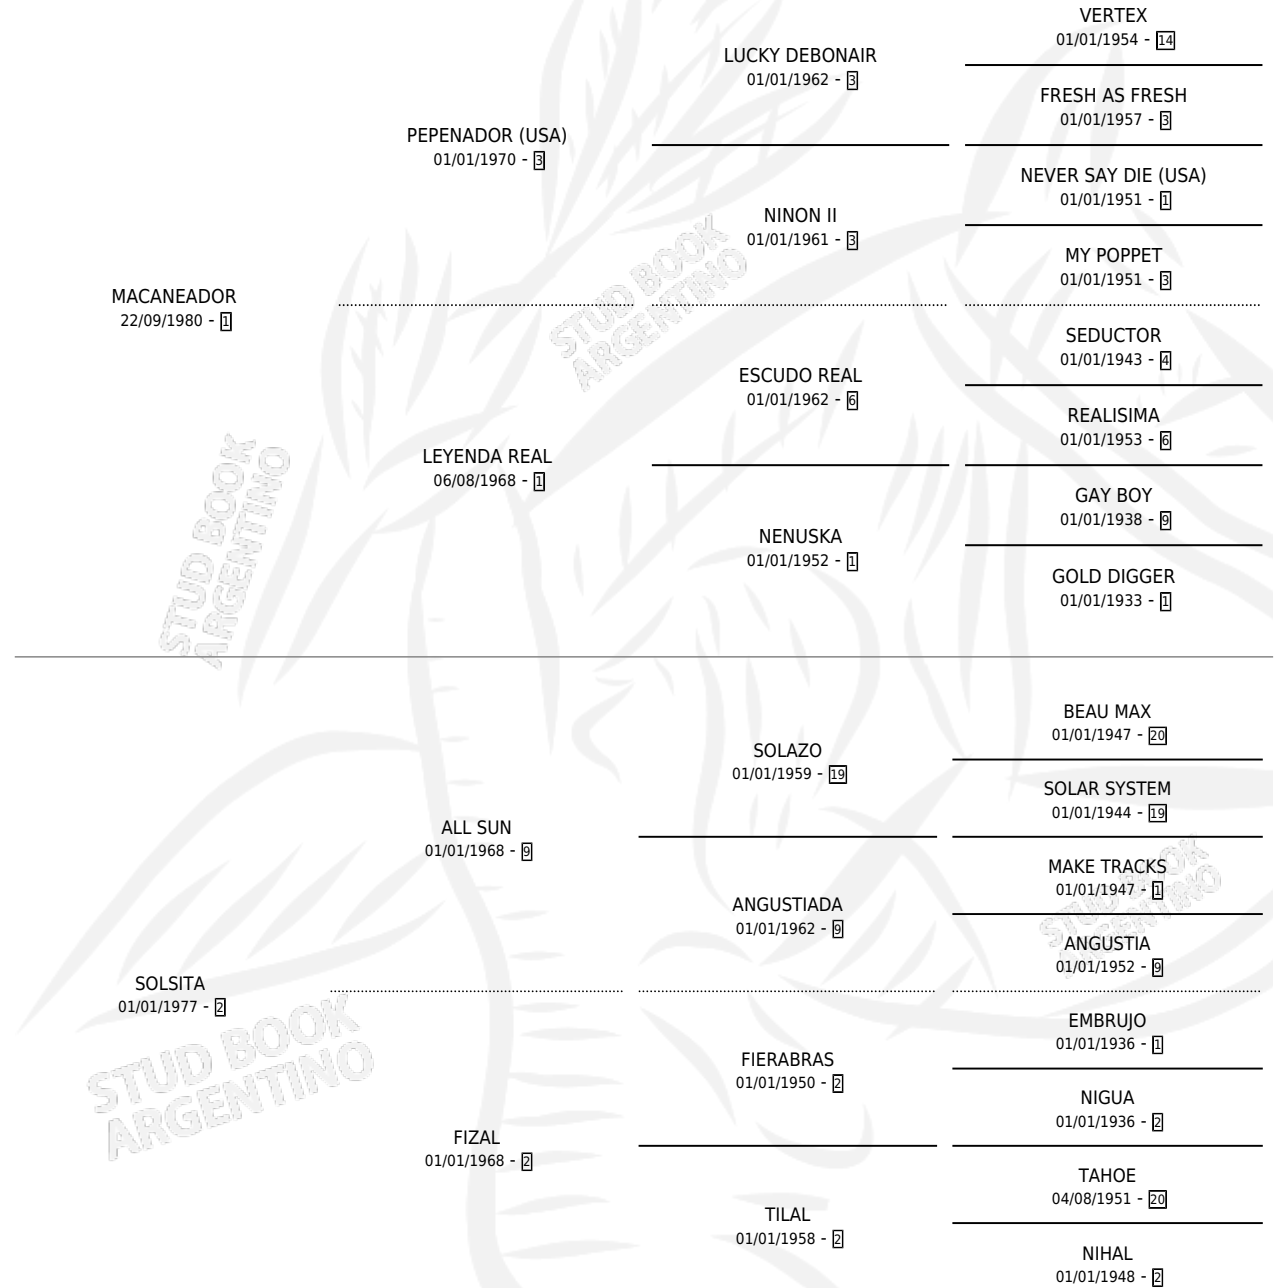 VERTEX
01/01/1954 - 14
LUCKY DEBONAIR
01/01/1962 - 3
FRESH AS FRESH
01/01/1957 - 3
PEPENADOR (USA)
01/01/1970 - 3
NEVER SAY DIE (USA)
01/01/1951 - 1
NINON II
01/01/1961 - 3
MY POPPET
01/01/1951 - 3
MACANEADOR
22/09/1980 - 1
SEDUCTOR
01/01/1943 - 4
ESCUDO REAL
01/01/1962 - 6
REALISIMA
01/01/1953 - 6
LEYENDA REAL
06/08/1968 - 1
GAY BOY
01/01/1938 - 9
NENUSKA
01/01/1952 - 1
GOLD DIGGER
01/01/1933 - 1
BEAU MAX
01/01/1947 - 20
SOLAZO
01/01/1959 - 19
SOLAR SYSTEM
01/01/1944 - 19
ALL SUN
01/01/1968 - 9
MAKE TRACKS
01/01/1947 - 1
ANGUSTIADA
01/01/1962 - 9
ANGUSTIA
01/01/1952 - 9
SOLSITA
01/01/1977 - 2
EMBRUJO
01/01/1936 - 1
FIERABRAS
01/01/1950 - 2
NIGUA
01/01/1936 - 2
FIZAL
01/01/1968 - 2
TAHOE
04/08/1951 - 20
TILAL
01/01/1958 - 2
NIHAL
01/01/1948 - 2
STUD BOOK
ARGENTINO
STUD BOOK
ARGENTINO
STUD BOOK
ARGENTINO
STUD BOOK
ARGENTINO